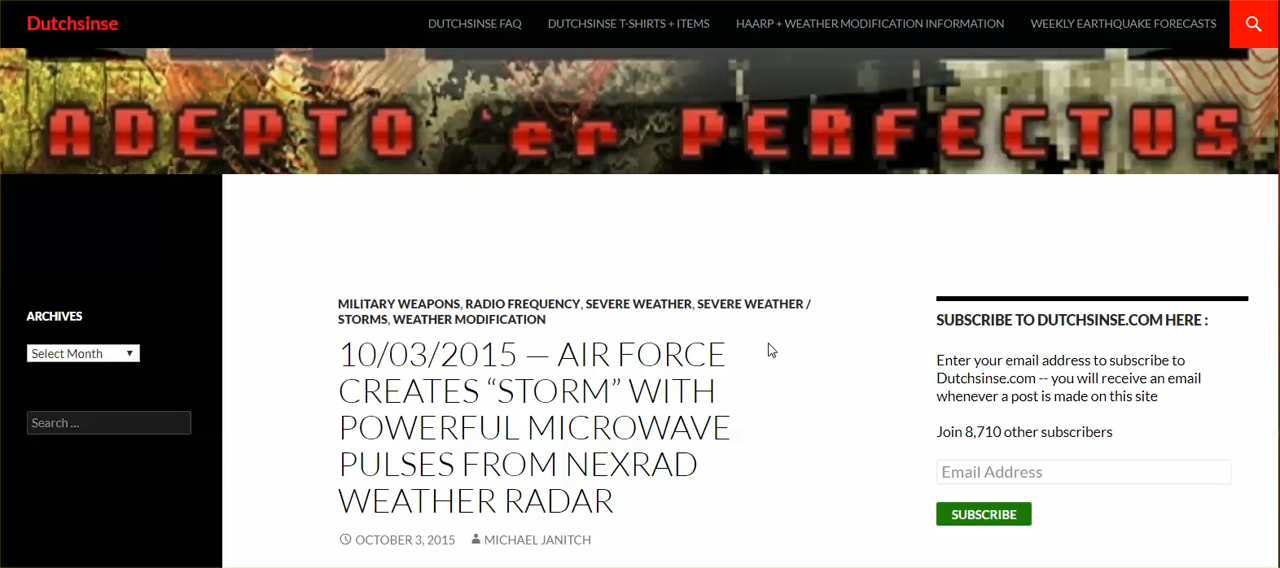 Dutchsinse
DUTCHSINSE FAQ
DUTCHSINSE T-SHIRTS + ITEMS
HAARP + WEATHER MODIFICATION INFORMATION
WEEKLY EARTHQUAKE FORECASTS
ADEPTO 'er PERFECTUS
ARCHIVES
Select Month
Search ...
MILITARY WEAPONS, RADIO FREQUENCY, SEVERE WEATHER, SEVERE WEATHER /
STORMS, WEATHER MODIFICATION
10/03/2015 — AIR FORCE
CREATES “STORM” WITH
POWERFUL MICROWAVE
PULSES FROM NEXRAD
WEATHER RADAR
OCTOBER 3, 2015
MICHAEL JANITCH
SUBSCRIBE TO DUTCHSINSE.COM HERE :
Enter your email address to subscribe to
Dutchsinse.com -- you will receive an email
whenever a post is made on this site
Join 8,710 other subscribers
Email Address
SUBSCRIBE